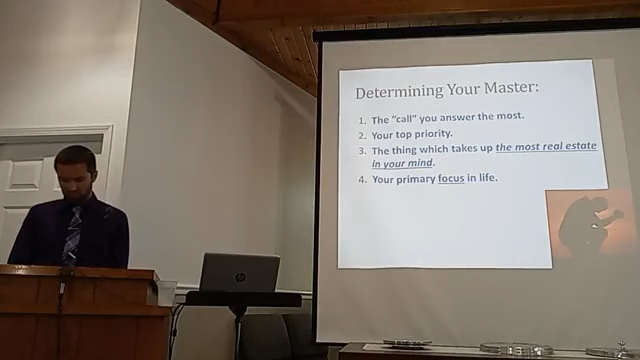 Determining Your Master:
1. The “call” you answer the most.
2. Your top priority.
3. The thing which takes up the most real estate
in your mind.
4. Your primary focus in life.
hp